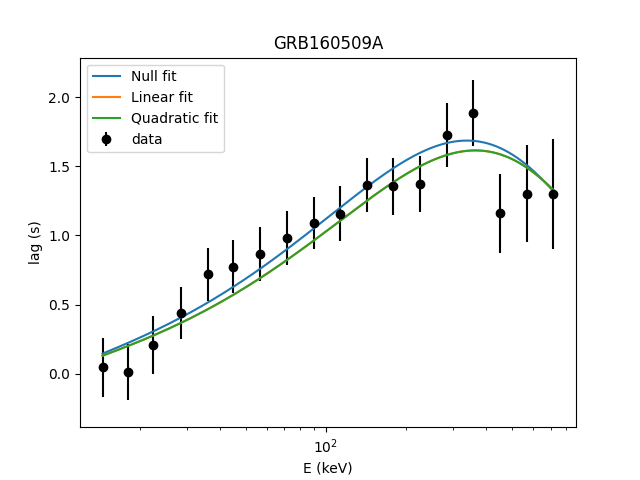 GRB160509A
Null fit
Linear fit
Quadratic fit
data
lag (s)
2.0
1.5
1.0
0.5
0.0
10²
E (keV)